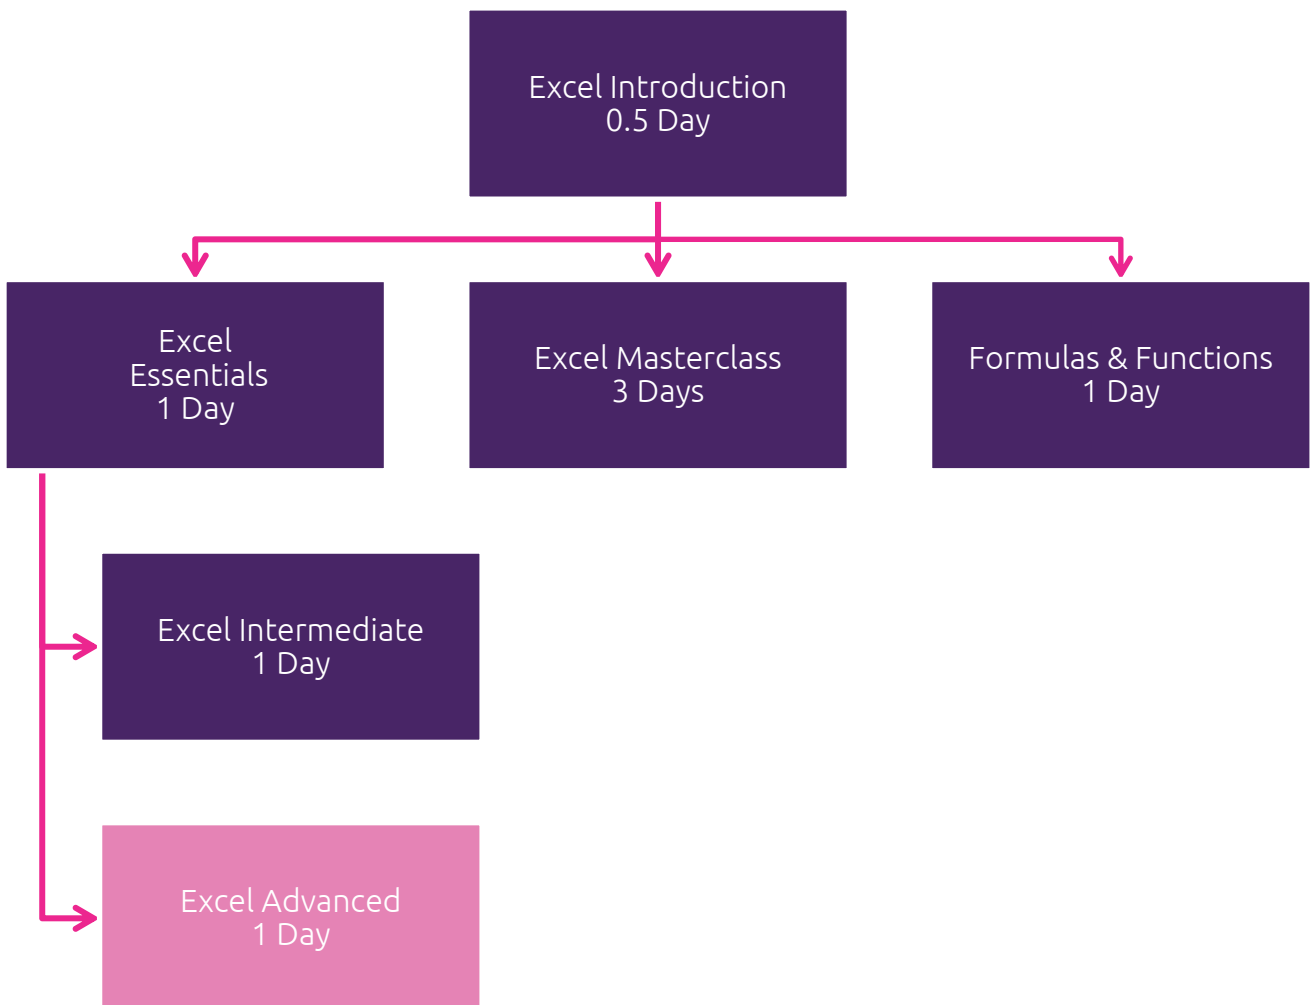 Excel Introduction
0.5 Day
Excel
Essentials
1 Day
Excel Masterclass
3 Days
Formulas & Functions
1 Day
Excel Intermediate
1 Day
Excel Advanced
1 Day